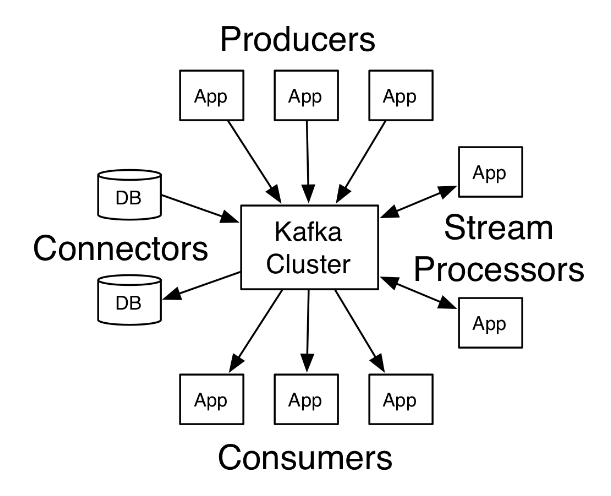 Producers
App
App
App
DB
App
Kafka
Cluster
Stream
Processors
Connectors
DB
App
App
App
App
Consumers